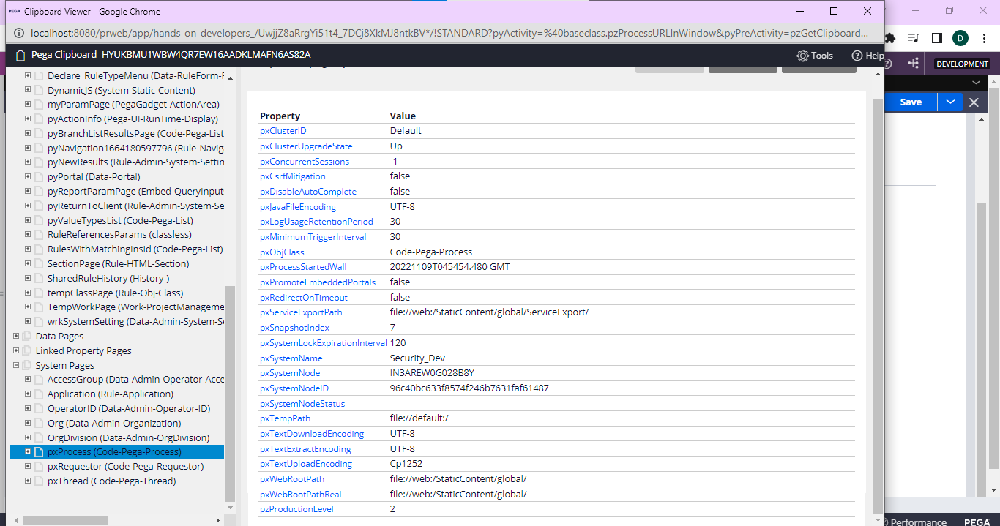 PEGA Clipboard Viewer - Google Chrome
localhost:8080/prweb/app/hands-on-developers_/UwjjZ8aRrgYi51t4_7DCj8XkMJ8ntkBV*/!STANDARD?pyActivity=%40baseclass.pzProcessURLInWindow&pyPreActivity=pzGetClipboard...
D
Pega Clipboard HYUKBMU1WBW4QR7EW16AADKLMAFN6AS82A
Tools
Help
DEVELOPMENT
Save
Declare_RuleTypeMenu (Data-RuleForm-F
DynamicJS (System-Static-Content)
myParamPage (PegaGadget-ActionArea)
pyActionInfo (Pega-UI-RunTime-Display)
pyBranchListResultsPage (Code-Pega-List
pyNavigation1664180597796 (Rule-Navig
pyNewResults (Rule-Admin-System-Settin
pyPortal (Data-Portal)
pyReportParamPage (Embed-QueryInput
pyReturnToClient (Rule-Admin-System-Se
pyValueTypesList (Code-Pega-List)
RuleReferencesParams (classless)
RulesWithMatchingInsId (Code-Pega-List)
SectionPage (Rule-HTML-Section)
SharedRuleHistory (History-)
tempClassPage (Rule-Obj-Class)
TempWorkPage (Work-ProjectManageme
wrkSystemSetting (Data-Admin-System-Se
Data Pages
Linked Property Pages
System Pages
AccessGroup (Data-Admin-Operator-Acce
Application (Rule-Application)
OperatorID (Data-Admin-Operator-ID)
Org (Data-Admin-Organization)
OrgDivision (Data-Admin-OrgDivision)
pxProcess (Code-Pega-Process)
pxRequestor (Code-Pega-Requestor)
pxThread (Code-Pega-Thread)
Property Value
pxClusterID Default
pxClusterUpgradeState Up
pxConcurrentSessions -1
pxCsrfMitigation false
pxDisableAutoComplete false
pxJavaFileEncoding UTF-8
pxLogUsageRetentionPeriod 30
pxMinimumTriggerInterval 30
pxObjClass Code-Pega-Process
pxProcessStartedWall 20221109T045454.480 GMT
pxPromoteEmbeddedPortals false
pxRedirectOnTimeout false
pxServiceExportPath file://web:/StaticContent/global/ServiceExport/
pxSnapshotIndex 7
pxSystemLockExpirationInterval 120
pxSystemName Security_Dev
pxSystemNode IN3AREW0G028B8Y
pxSystemNodeID 96c40bc633f8574f246b7631faf61487
pxSystemNodeStatus
pxTempPath file://default:/
pxTextDownloadEncoding UTF-8
pxTextExtractEncoding UTF-8
pxTextUploadEncoding Cp1252
pxWebRootPath file://web:/StaticContent/global/
pxWebRootPathReal file://web:/StaticContent/global/
pzProductionLevel 2
Performance PEGA